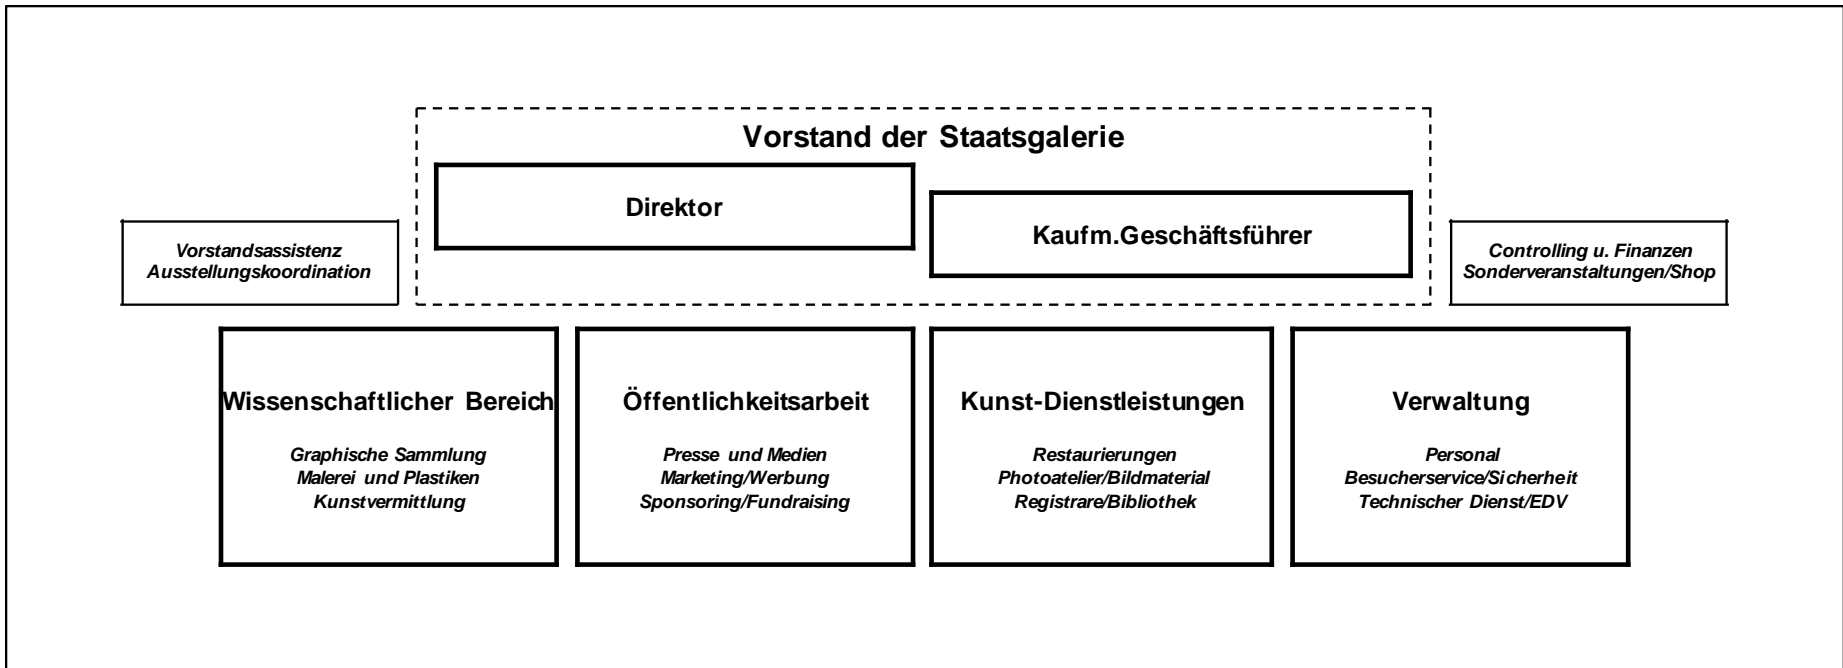 Vorstand der Staatsgalerie
Direktor
Kaufm.Geschäftsführer
Vorstandsassistenz
Ausstellungskoordination
Controlling u. Finanzen
Sonderveranstaltungen/Shop
Wissenschaftlicher Bereich
Graphische Sammlung
Malerei und Plastiken
Kunstvermittlung
Öffentlichkeitsarbeit
Presse und Medien
Marketing/Werbung
Sponsoring/Fundraising
Kunst-Dienstleistungen
Restaurierungen
Photoatelier/Bildmaterial
Registrare/Bibliothek
Verwaltung
Personal
Besucherservice/Sicherheit
Technischer Dienst/EDV